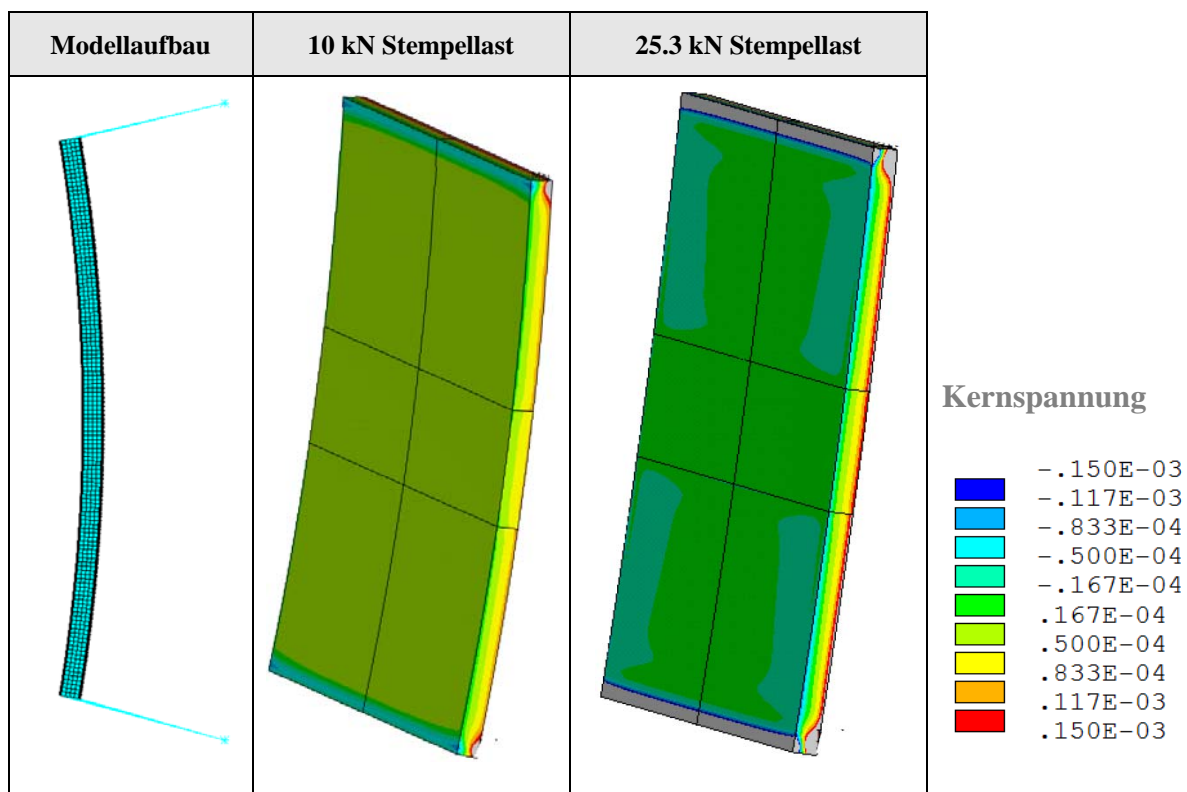 Modellaufbau
10 kN Stempellast
25.3 kN Stempellast
Kernspannung
-.150E-03
-.117E-03
-.833E-04
-.500E-04
-.167E-04
.167E-04
.500E-04
.833E-04
.117E-03
.150E-03